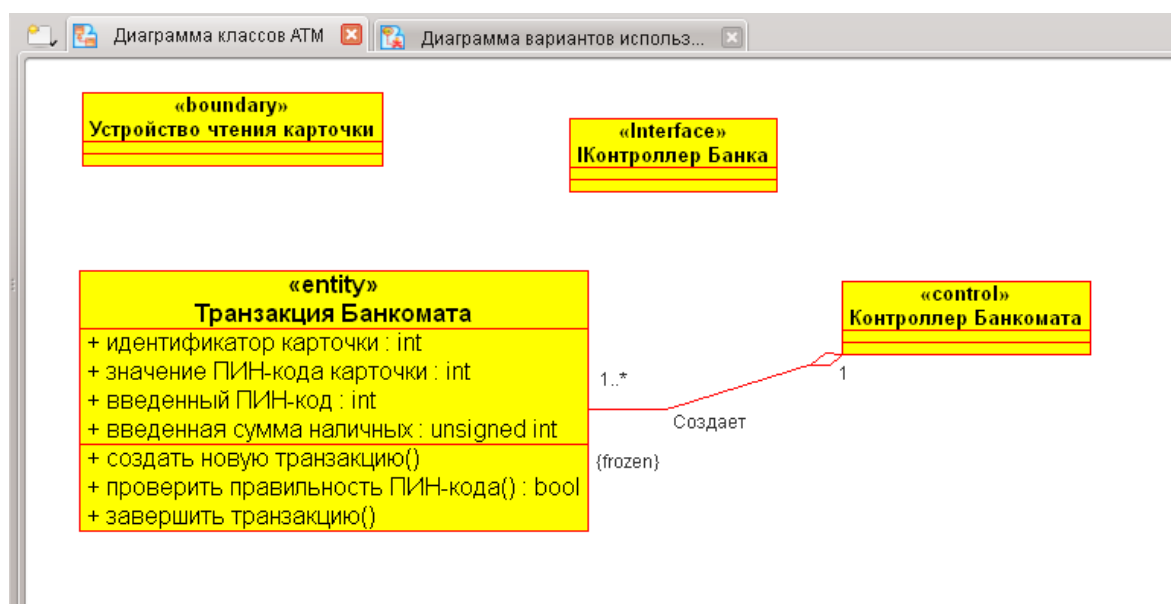 Диаграмма классов ATM
Диаграмма вариантов использ...
«boundary»
Устройство чтения карточки
«Interface»
IКонтроллер Банка
«entity»
Транзакция Банкомата
+ идентификатор карточки : int
+ значение ПИН-кода карточки : int
+ введенный ПИН-код : int
+ введенная сумма наличных : unsigned int
+ создать новую транзакцию()
+ проверить правильность ПИН-кода() : bool
+ завершить транзакцию()
«control»
Контроллер Банкомата
1..*
1
Создает
{frozen}